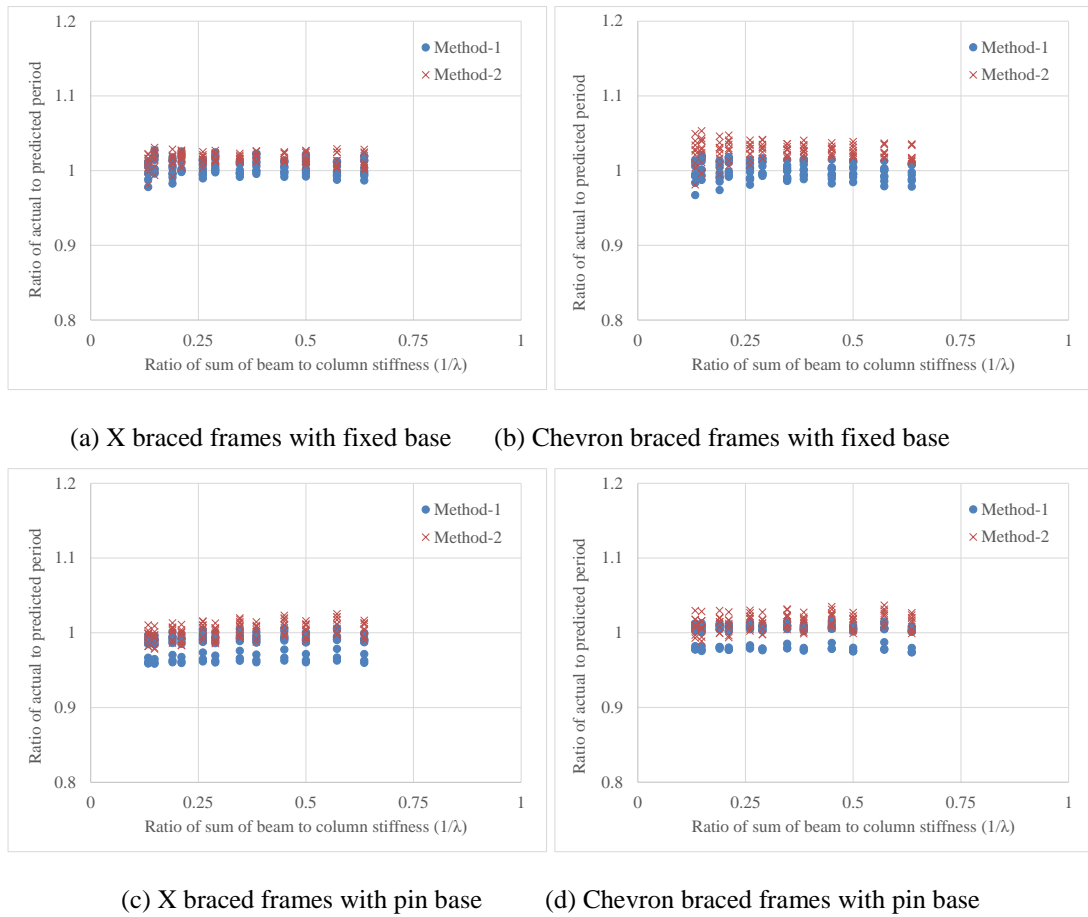 1.2
Method-1
Method-2
1.1
1
0.9
0.8
0 0.25 0.5 0.75 1
Ratio of actual to predicted period
Ratio of sum of beam to column stiffness (1/λ)
1.2
Method-1
Method-2
1.1
1
0.9
0.8
0 0.25 0.5 0.75 1
Ratio of actual to predicted period
Ratio of sum of beam to column stiffness (1/λ)
(a) X braced frames with fixed base (b) Chevron braced frames with fixed base
1.2
Method-1
Method-2
1.1
1
0.9
0.8
0 0.25 0.5 0.75 1
Ratio of actual to predicted period
Ratio of sum of beam to column stiffness (1/λ)
1.2
Method-1
Method-2
1.1
1
0.9
0.8
0 0.25 0.5 0.75 1
Ratio of actual to predicted period
Ratio of sum of beam to column stiffness (1/λ)
(c) X braced frames with pin base (d) Chevron braced frames with pin base